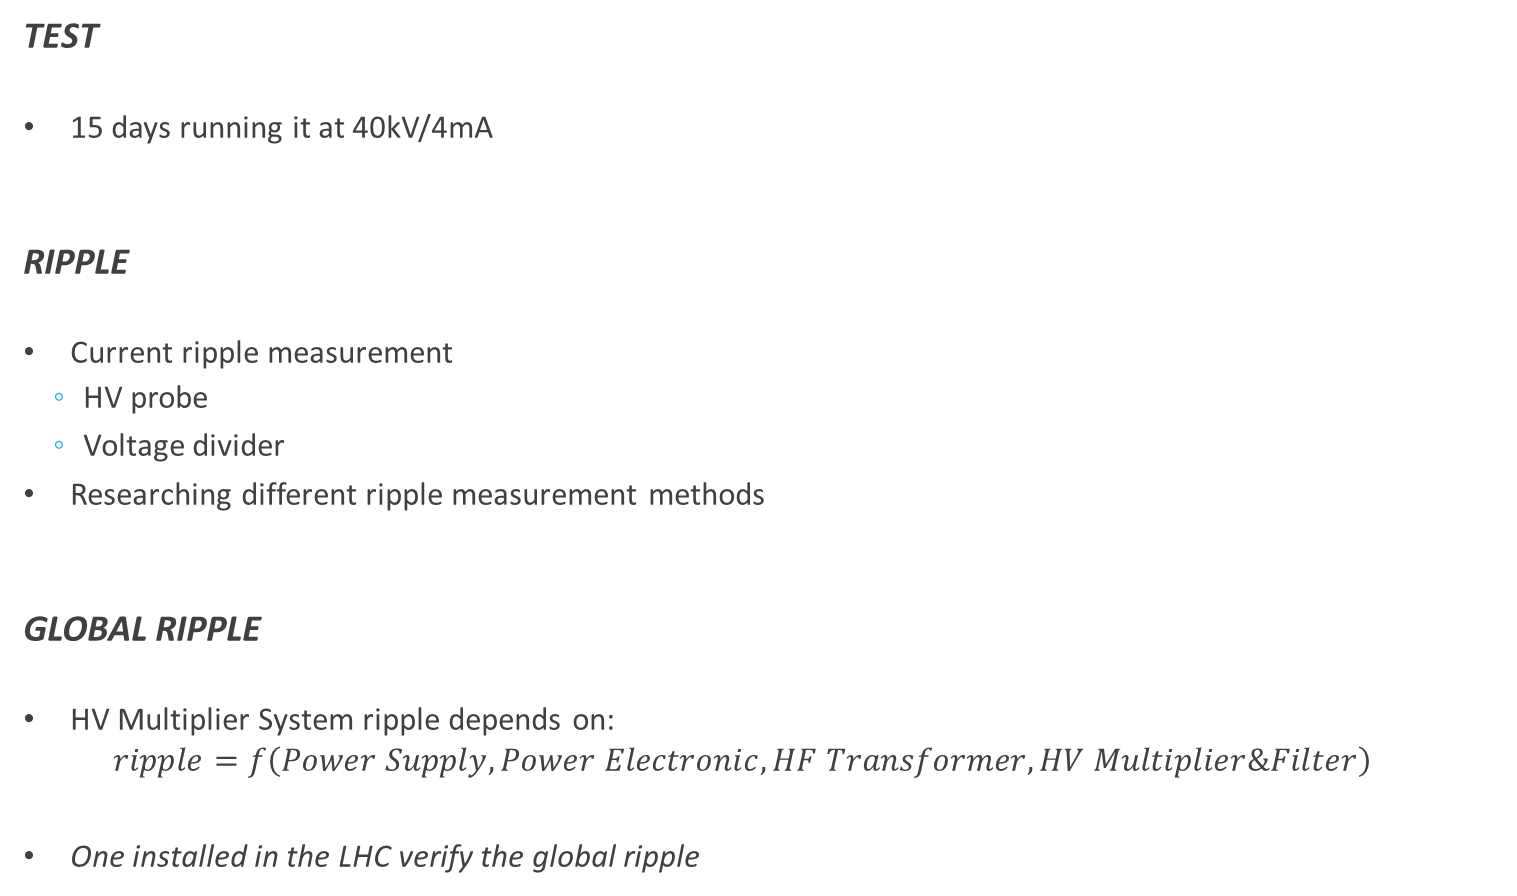 TEST
• 15 days running it at 40kV/4mA
RIPPLE
• Current ripple measurement
◦ HV probe
◦ Voltage divider
• Researching different ripple measurement methods
GLOBAL RIPPLE
• HV Multiplier System ripple depends on:
ripple = f(Power Supply, Power Electronic, HF Transformer, HV Multiplier&Filter)
• One installed in the LHC verify the global ripple